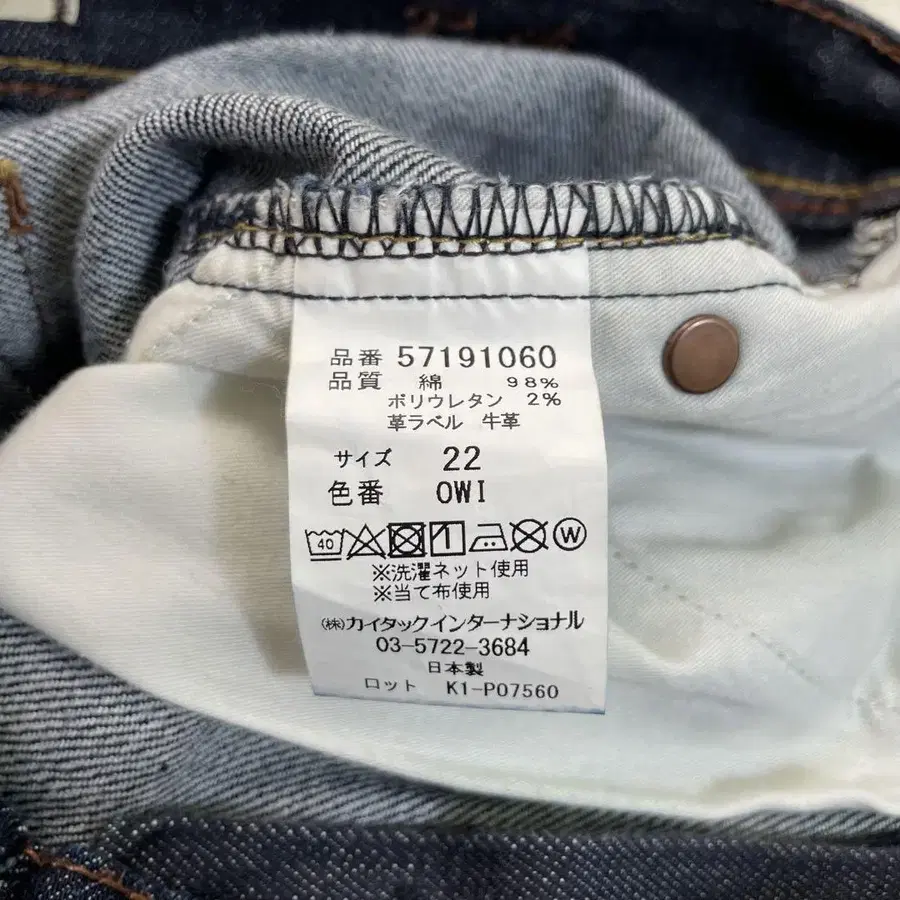 品番 57191060
品質 綿 98%
ポリウレタン 2%
革ラベル 牛革
サイズ 22
色番 OWI
40 W
※洗濯ネット使用
※当て布使用
㈱カイタックインターナショナル
03-5722-3684
日本製
ロット K1-P07560